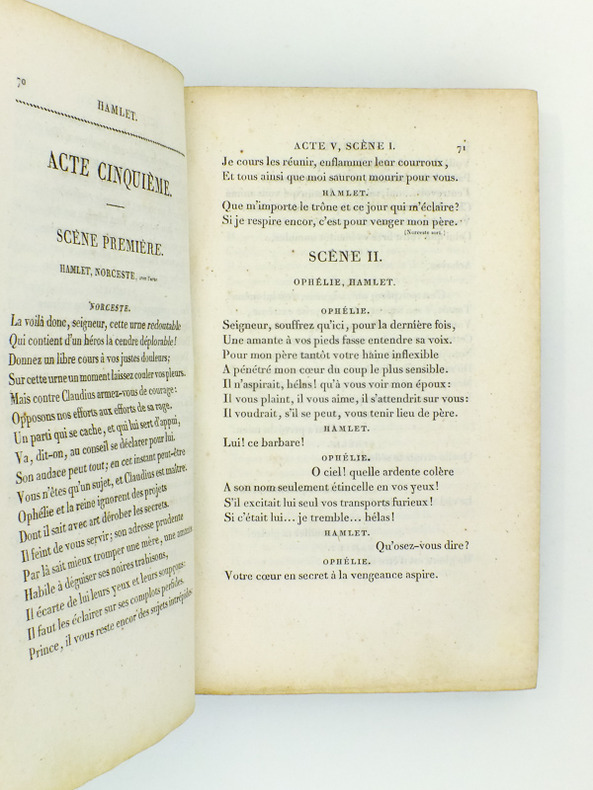 70
HAMLET.
ACTE CINQUIÈME.
SCÈNE PREMIÈRE.
HAMLET, NORCESTE, avec l'urne.
NORCESTE.
La voilà donc, seigneur, cette urne redoutable
Qui contient d'un héros la cendre déplorable!
Donnez un libre cours à vos justes douleurs;
Sur cette urne un moment laissez couler vos pleurs.
Mais contre Claudius armez-vous de courage:
Opposons nos efforts aux efforts de sa rage.
Un parti qui se cache, et qui lui sert d'appui,
Va, dit-on, au conseil se déclarer pour lui.
Son audace peut tout; en cet instant peut-être
Vous n'êtes qu'un sujet, et Claudius est maître.
Ophélie et la reine ignorent des projets
Dont il sait avec art dérober les secrets.
Il feint de vous servir; son adresse prudente
Par là sait mieux tromper une mère, une amante
Habile à déguiser ses noires trahisons,
Il écarte de lui leurs yeux et leurs soupçons:
Il faut les éclairer sur ses complots perfides.
Prince, il vous reste encor des sujets intrépides
ACTE V, SCÈNE I. 71
Je cours les réunir, enflammer leur courroux,
Et tous ainsi que moi sauront mourir pour vous.
HAMLET.
Que m'importe le trône et ce jour qui m'éclaire?
Si je respire encor, c'est pour venger mon père.
(Norceste sort.)
SCÈNE II.
OPHÉLIE, HAMLET.
OPHÉLIE.
Seigneur, souffrez qu'ici, pour la dernière fois,
Une amante à vos pieds fasse entendre sa voix.
Pour mon père tantôt votre haine inflexible
A pénétré mon cœur du coup le plus sensible.
Il n'aspirait, hélas! qu'à vous voir mon époux:
Il vous plaint, il vous aime, il s'attendrit sur vous:
Il voudrait, s'il se peut, vous tenir lieu de père.
HAMLET.
Lui! ce barbare!
OPHÉLIE.
O ciel! quelle ardente colère
A son nom seulement étincelle en vos yeux!
S'il excitait lui seul vos transports furieux!
Si c'était lui... je tremble... hélas!
HAMLET.
Qu'osez-vous dire?
OPHÉLIE.
Votre cœur en secret à la vengeance aspire.